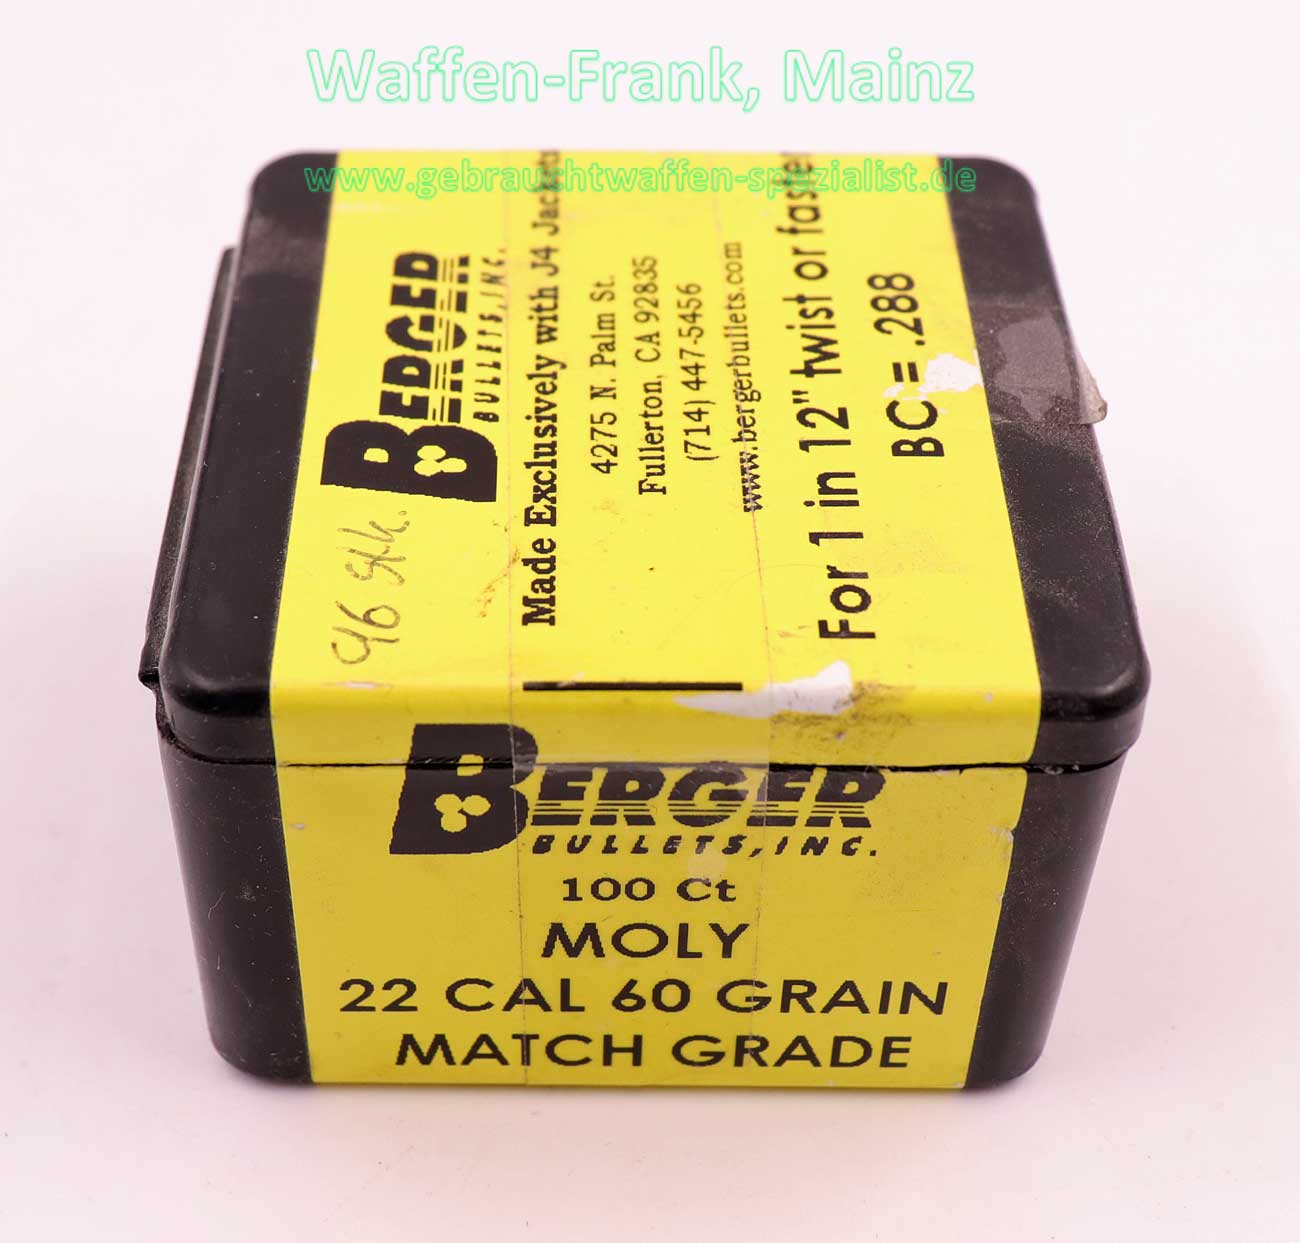 Waffen-Frank, Mainz
www.gebrauchtwaffen-spezialist.de
BERGER
BULLETS, INC.
Made Exclusively with J4 Jackets
4275 N. Palm St.
Fullerton, CA 92835
(714) 447-5456
www.bergerbullets.com
For 1 in 12" twist or faster
BC = .288
96 Stk.
BERGER
BULLETS, INC.
100 Ct
MOLY
22 CAL 60 GRAIN
MATCH GRADE